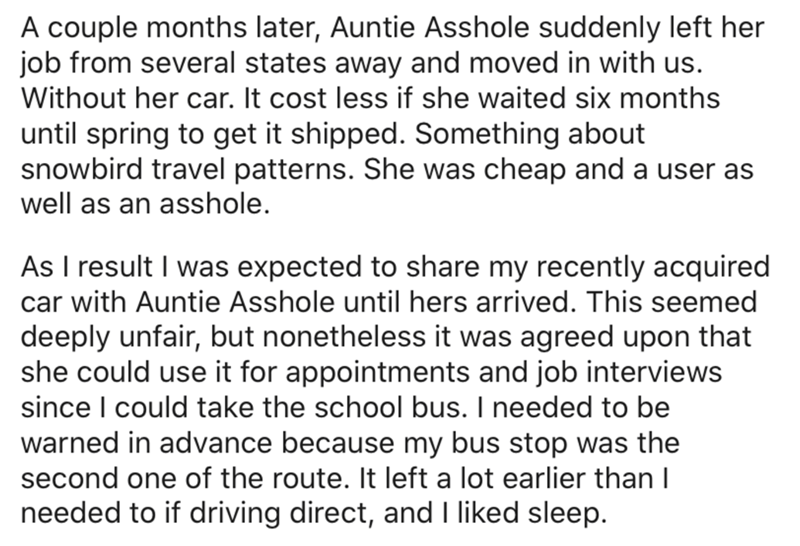 A couple months later, Auntie Asshole suddenly left her
job from several states away and moved in with us.
Without her car. It cost less if she waited six months
until spring to get it shipped. Something about
snowbird travel patterns. She was cheap and a user as
well as an asshole.
As I result I was expected to share my recently acquired
car with Auntie Asshole until hers arrived. This seemed
deeply unfair, but nonetheless it was agreed upon that
she could use it for appointments and job interviews
since I could take the school bus. I needed to be
warned in advance because my bus stop was the
second one of the route. It left a lot earlier than I
needed to if driving direct, and I liked sleep.